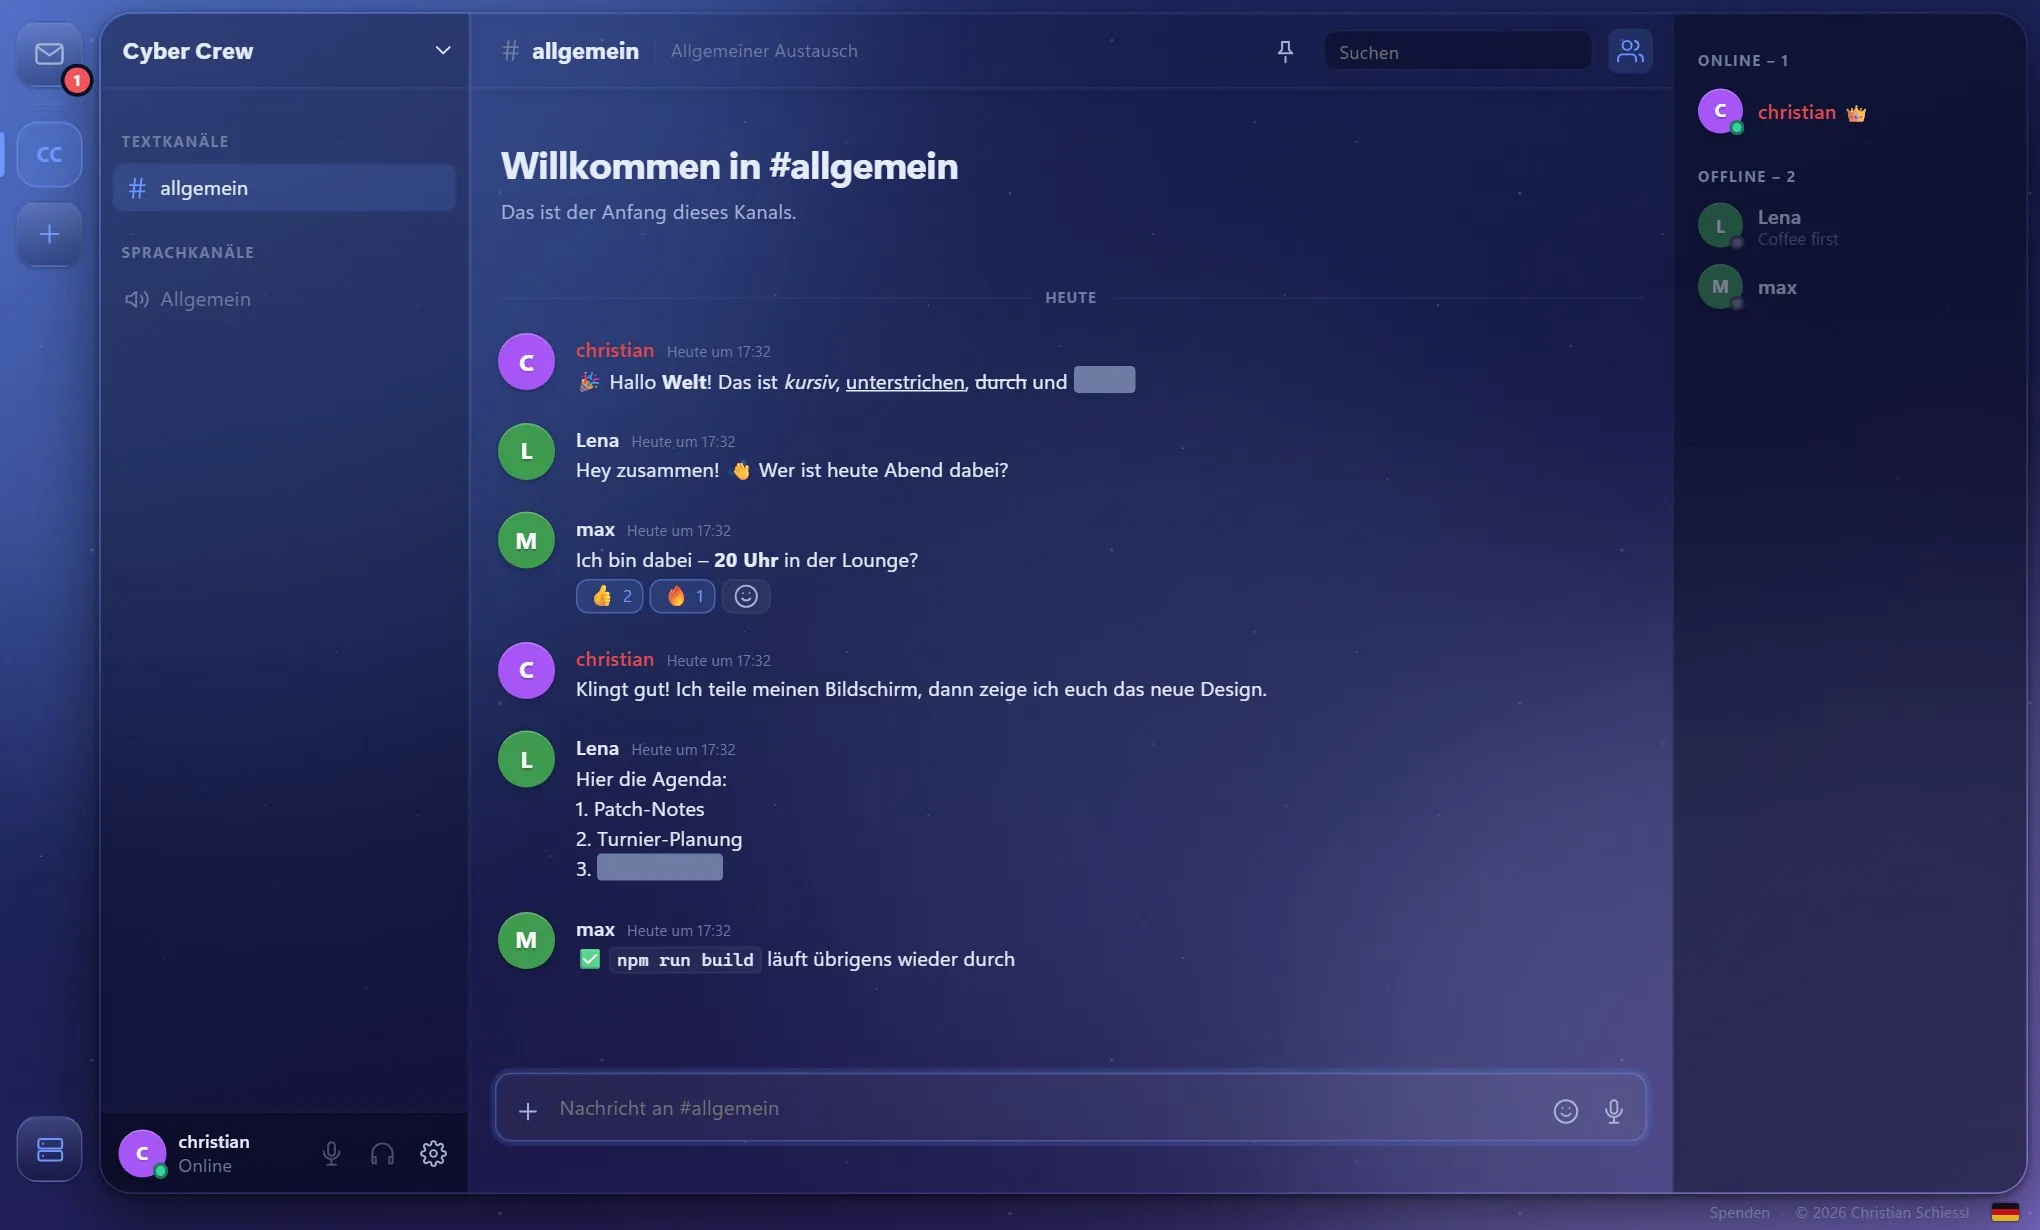 1
CC
Cyber Crew
TEXTKANÄLE
# allgemein
SPRACHKANÄLE
Allgemein
C
christian
Online
# allgemein
Allgemeiner Austausch
Suchen
Willkommen in #allgemein
Das ist der Anfang dieses Kanals.
HEUTE
C
christian Heute um 17:32
🎉 Hallo Welt! Das ist kursiv, unterstrichen, durch und
L
Lena Heute um 17:32
Hey zusammen! 👋 Wer ist heute Abend dabei?
M
max Heute um 17:32
Ich bin dabei – 20 Uhr in der Lounge?
👍 2 🔥 1
C
christian Heute um 17:32
Klingt gut! Ich teile meinen Bildschirm, dann zeige ich euch das neue Design.
L
Lena Heute um 17:32
Hier die Agenda:
1. Patch-Notes
2. Turnier-Planung
3.
M
max Heute um 17:32
✅ npm run build läuft übrigens wieder durch
Nachricht an #allgemein
ONLINE – 1
C
christian 👑
OFFLINE – 2
L
Lena
Coffee first
M
max
Spenden · © 2026 Christian Schiessl